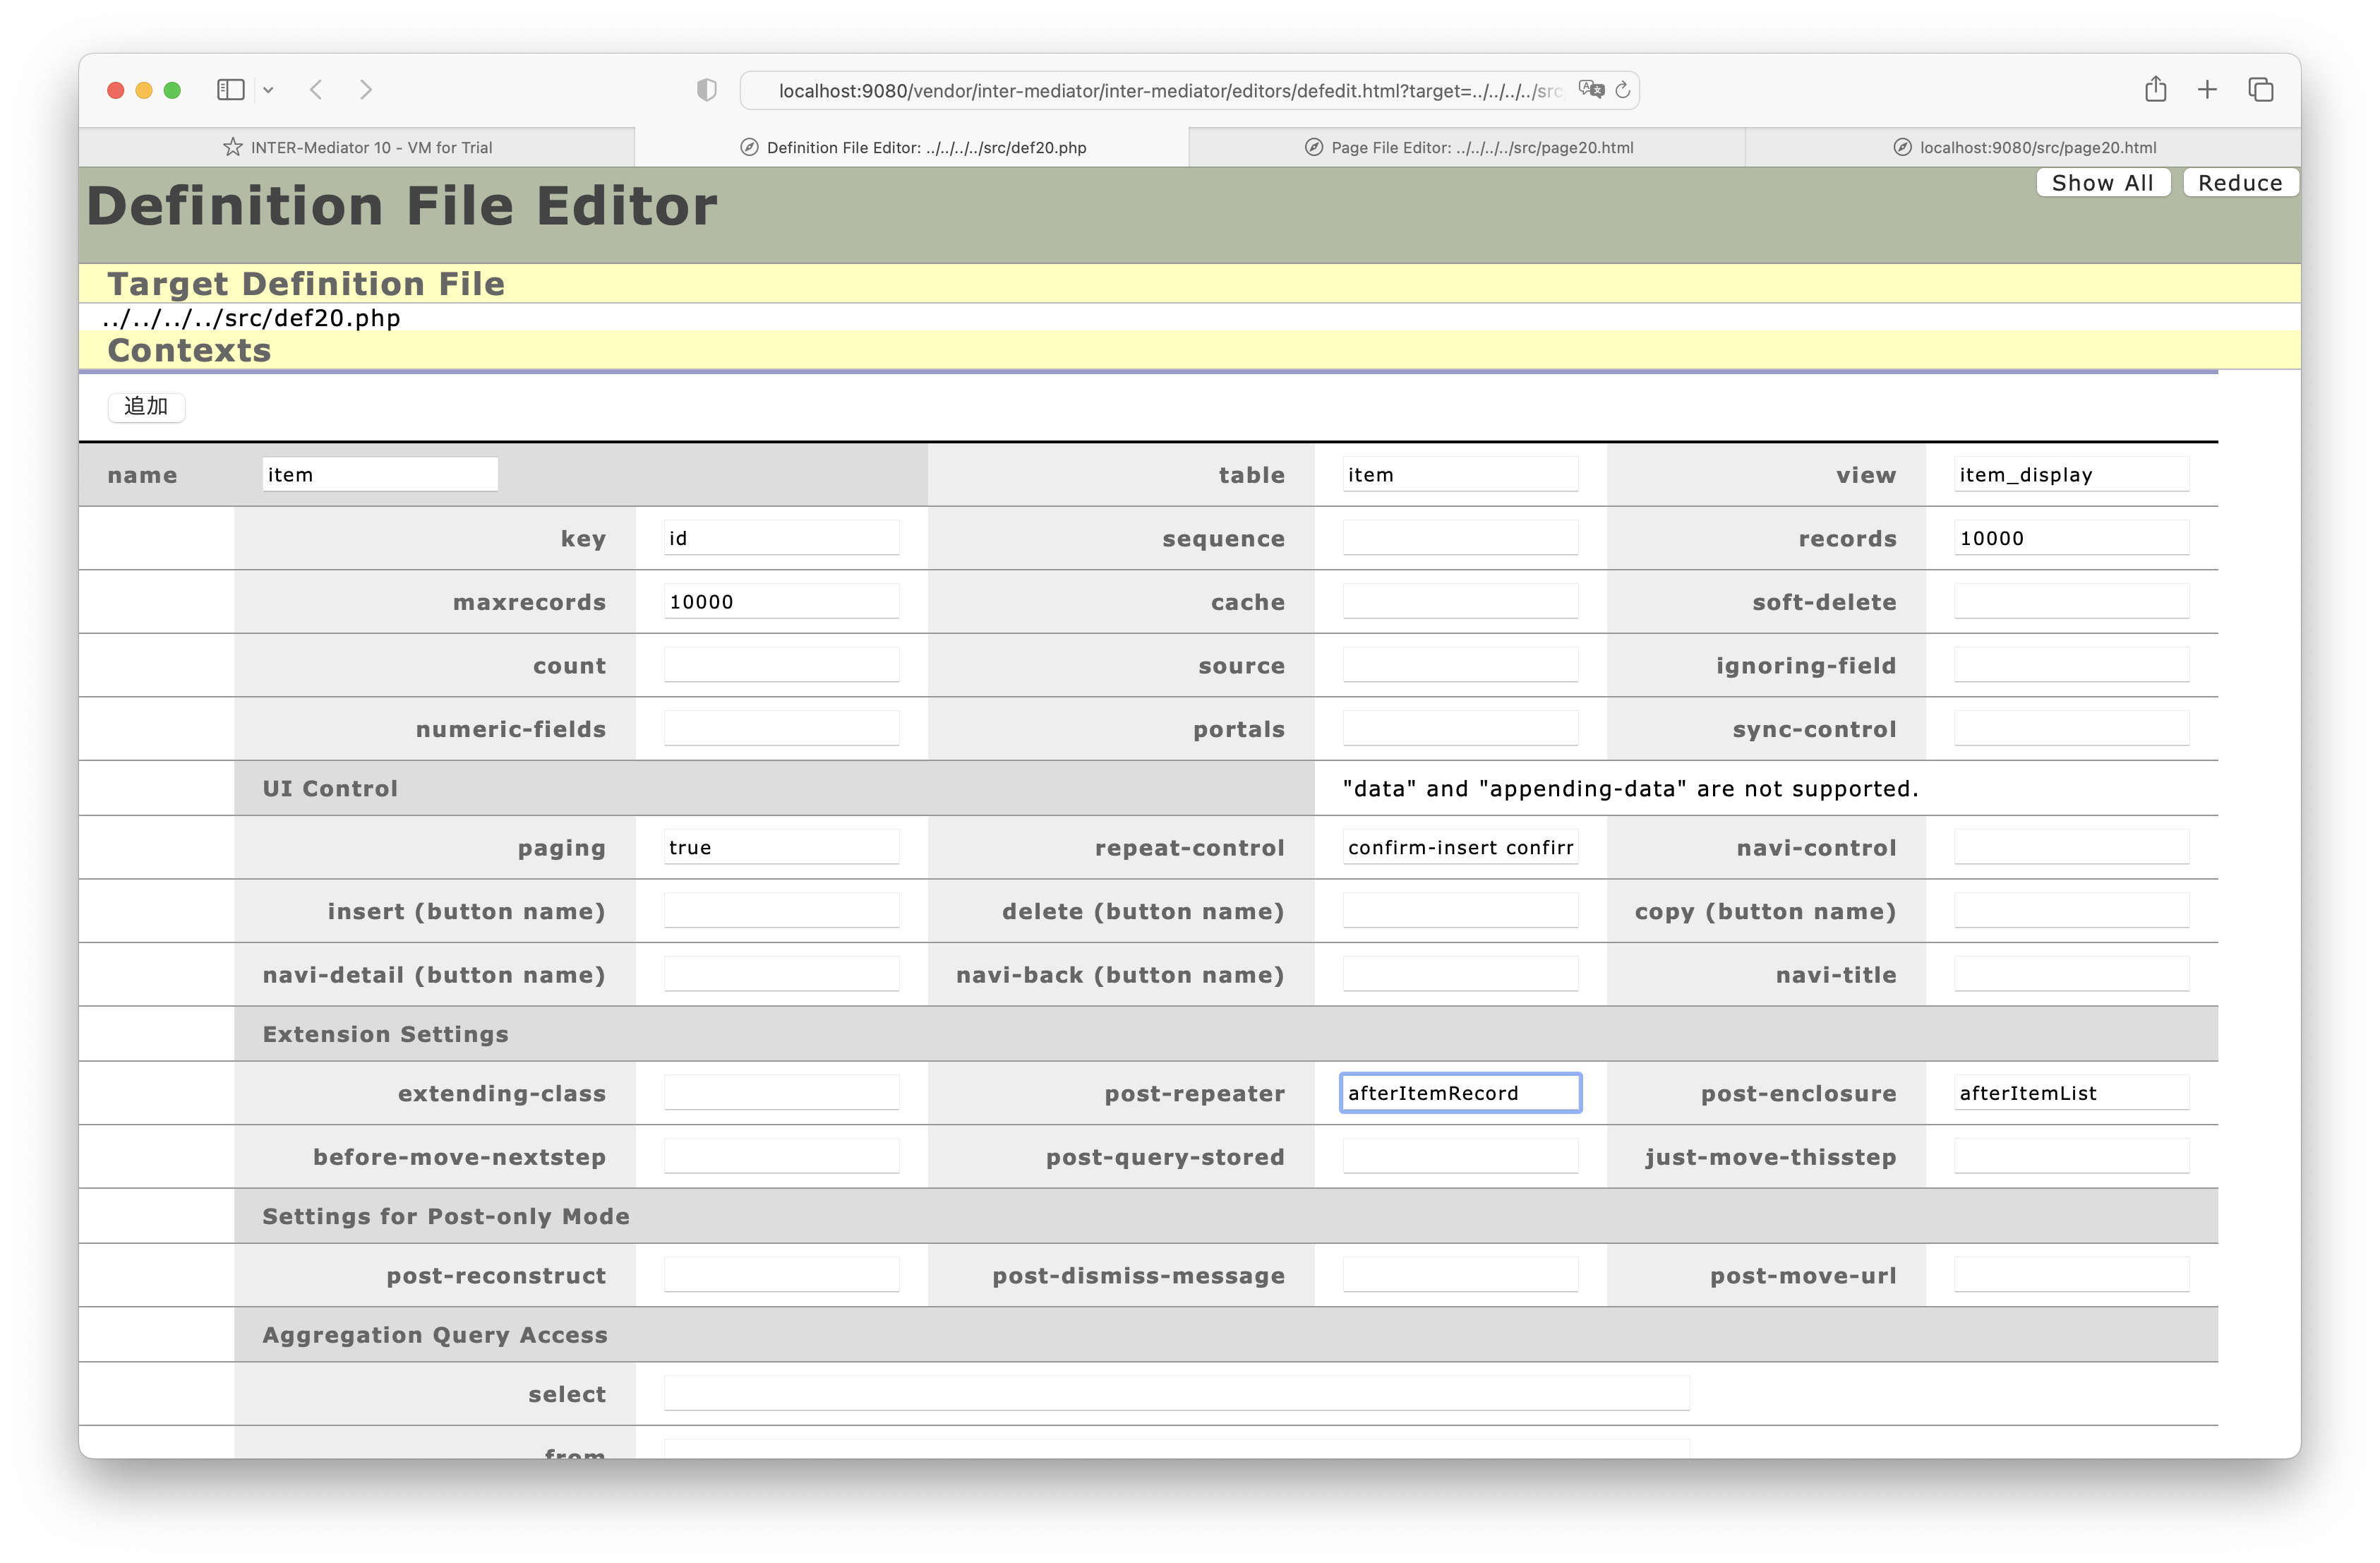 localhost:9080/vendor/inter-mediator/inter-mediator/editors/defedit.html?target=../../../../src
INTER-Mediator 10 - VM for Trial
Definition File Editor: ../../../../src/def20.php
Page File Editor: ../../../../src/page20.html
localhost:9080/src/page20.html
Definition File Editor
Show All Reduce
Target Definition File
../../../../src/def20.php
Contexts
追加
name item table item view item_display
key id sequence records 10000
maxrecords 10000 cache soft-delete
count source ignoring-field
numeric-fields portals sync-control
UI Control "data" and "appending-data" are not supported.
paging true repeat-control confirm-insert confirr navi-control
insert (button name) delete (button name) copy (button name)
navi-detail (button name) navi-back (button name) navi-title
Extension Settings
extending-class post-repeater afterItemRecord post-enclosure afterItemList
before-move-nextstep post-query-stored just-move-thisstep
Settings for Post-only Mode
post-reconstruct post-dismiss-message post-move-url
Aggregation Query Access
select
from